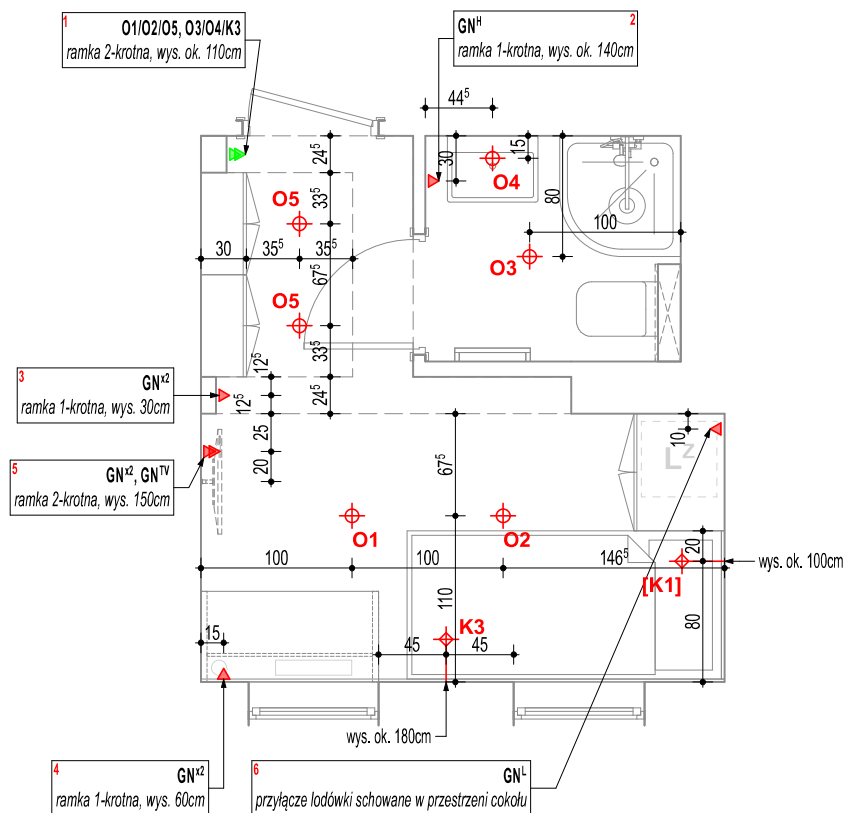 1
O1/O2/O5, O3/O4/K3
ramka 2-krotna, wys. ok. 110cm
GNᴴ 2
ramka 1-krotna, wys. ok. 140cm
44⁵
24⁵
30
15
O4
80
33⁵
O5
30
35⁵
35⁵
100
O3
67⁵
O5
33⁵
12⁵
3
GNˣ²
ramka 1-krotna, wys. 30cm
12⁵
24⁵
5
GNˣ², GNᵀⱽ
ramka 2-krotna, wys. 150cm
25
20
67⁵
10
Lᶻ
O1
O2
20
100
100
146⁵
wys. ok. 100cm
[K1]
110
80
K3
15
45
45
wys. ok. 180cm
4
GNˣ²
ramka 1-krotna, wys. 60cm
6
GNᴸ
przyłącze lodówki schowane w przestrzeni cokołu